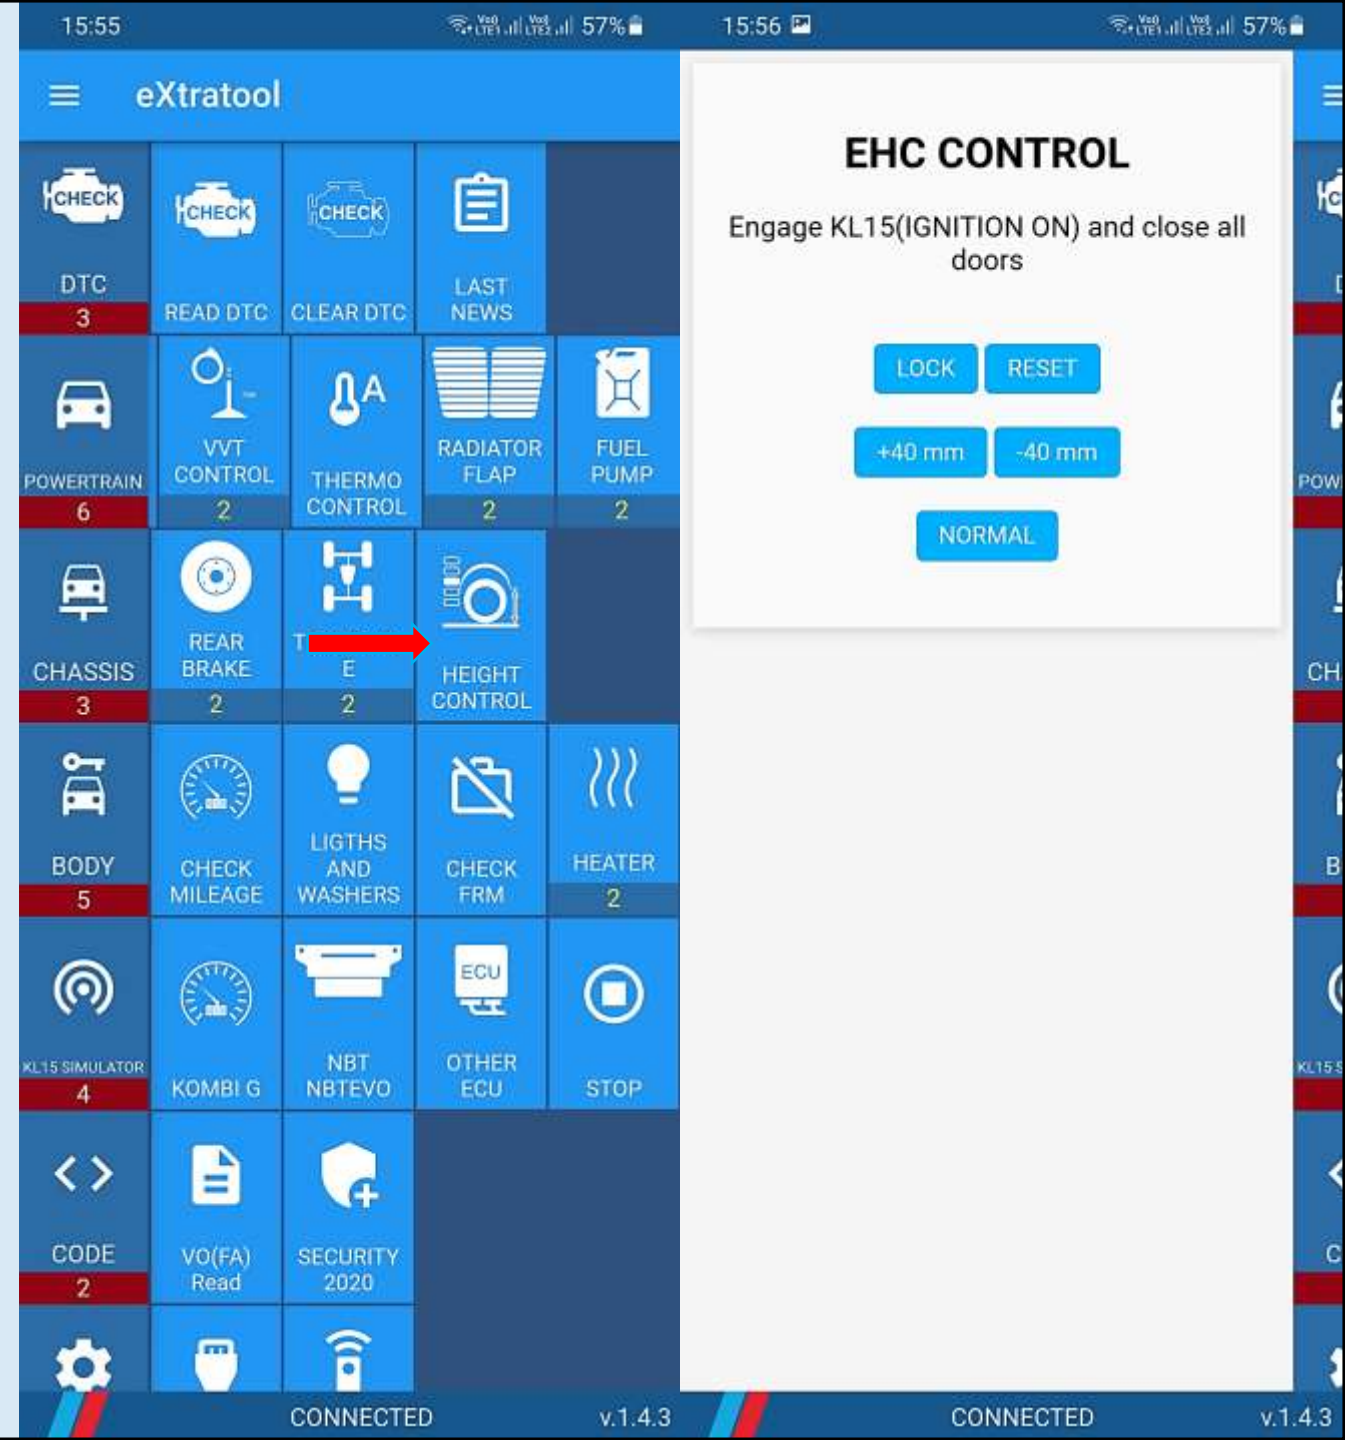 15:55
57%
eXtratool
CHECK
CHECK
CHECK
DTC
READ DTC
CLEAR DTC
LAST
NEWS
3
A
POWERTRAIN
VVT
CONTROL
THERMO
CONTROL
RADIATOR
FLAP
FUEL
PUMP
6
2
2
2
CHASSIS
REAR
BRAKE
T
E
HEIGHT
CONTROL
3
2
2
BODY
CHECK
MILEAGE
LIGTHS
AND
WASHERS
CHECK
FRM
HEATER
5
2
ECU
KL15 SIMULATOR
KOMBI G
NBT
NBTEVO
OTHER
ECU
STOP
4
CODE
VO(FA)
Read
SECURITY
2020
2
CONNECTED
v.1.4.3
15:56
57%
EHC CONTROL
Engage KL15(IGNITION ON) and close all
doors
LOCK
RESET
+40 mm
-40 mm
NORMAL
POW
CH
B
KL15 S
C
CONNECTED
v.1.4.3